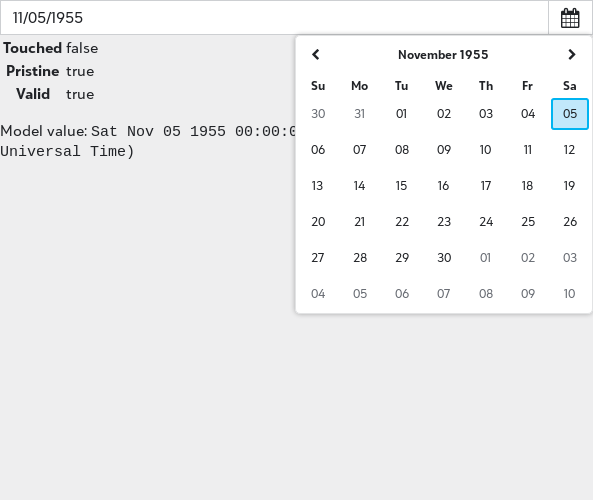 11/05/1955
Touched false
Pristine true
Valid true
Model value: Sat Nov 05 1955 00:00:
Universal Time)
November 1955
Su Mo Tu We Th Fr Sa
30 31 01 02 03 04 05
06 07 08 09 10 11 12
13 14 15 16 17 18 19
20 21 22 23 24 25 26
27 28 29 30 01 02 03
04 05 06 07 08 09 10